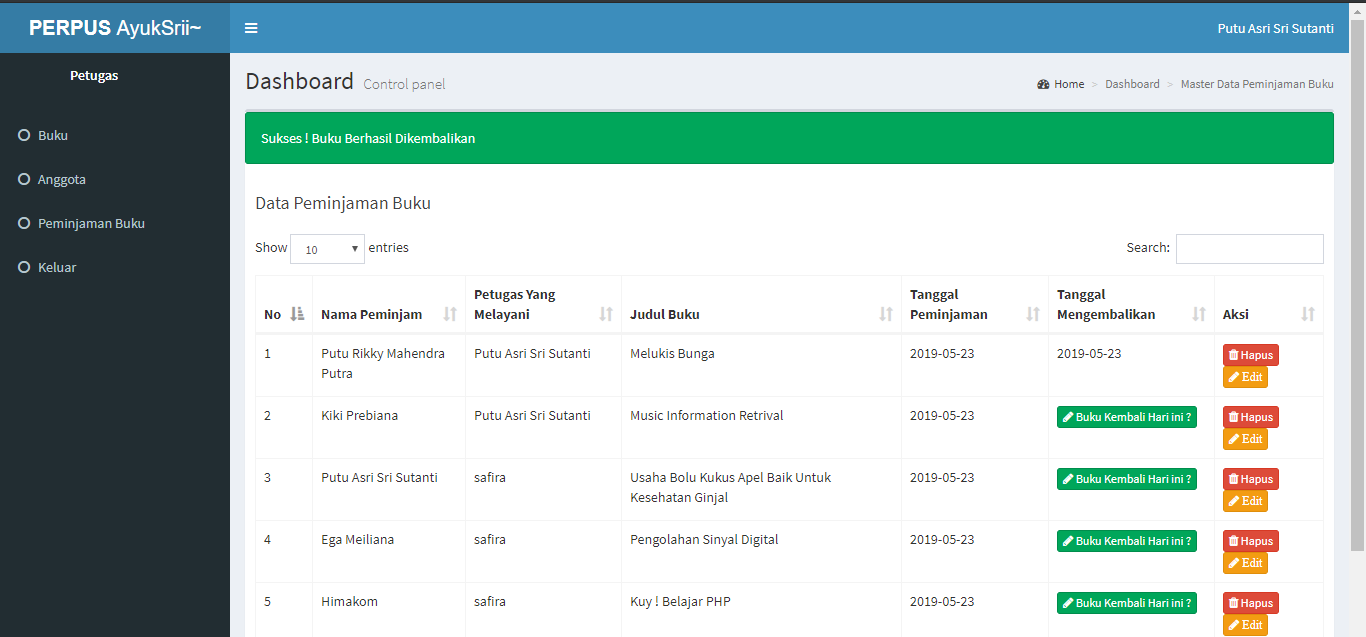 PERPUS AyukSrii~
Putu Asri Sri Sutanti
Petugas
Buku
Anggota
Peminjaman Buku
Keluar
Dashboard Control panel
Home > Dashboard > Master Data Peminjaman Buku
Sukses ! Buku Berhasil Dikembalikan
Data Peminjaman Buku
Show 10 entries
Search:
No Nama Peminjam Petugas Yang Melayani Judul Buku Tanggal Peminjaman Tanggal Mengembalikan Aksi
1 Putu Rikky Mahendra Putra Putu Asri Sri Sutanti Melukis Bunga 2019-05-23 2019-05-23 Hapus
Edit
2 Kiki Prebiana Putu Asri Sri Sutanti Music Information Retrival 2019-05-23 Buku Kembali Hari ini ? Hapus
Edit
3 Putu Asri Sri Sutanti safira Usaha Bolu Kukus Apel Baik Untuk Kesehatan Ginjal 2019-05-23 Buku Kembali Hari ini ? Hapus
Edit
4 Ega Meiliana safira Pengolahan Sinyal Digital 2019-05-23 Buku Kembali Hari ini ? Hapus
Edit
5 Himakom safira Kuy ! Belajar PHP 2019-05-23 Buku Kembali Hari ini ? Hapus
Edit